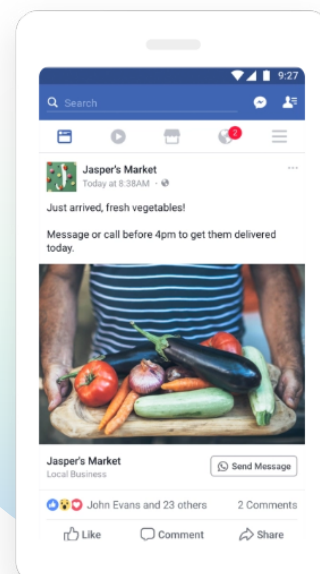 9:27
Search
2
Jasper's Market
Today at 8:38AM ·
Just arrived, fresh vegetables!
Message or call before 4pm to get them delivered
today.
Jasper's Market
Local Business
Send Message
John Evans and 23 others 2 Comments
Like Comment Share